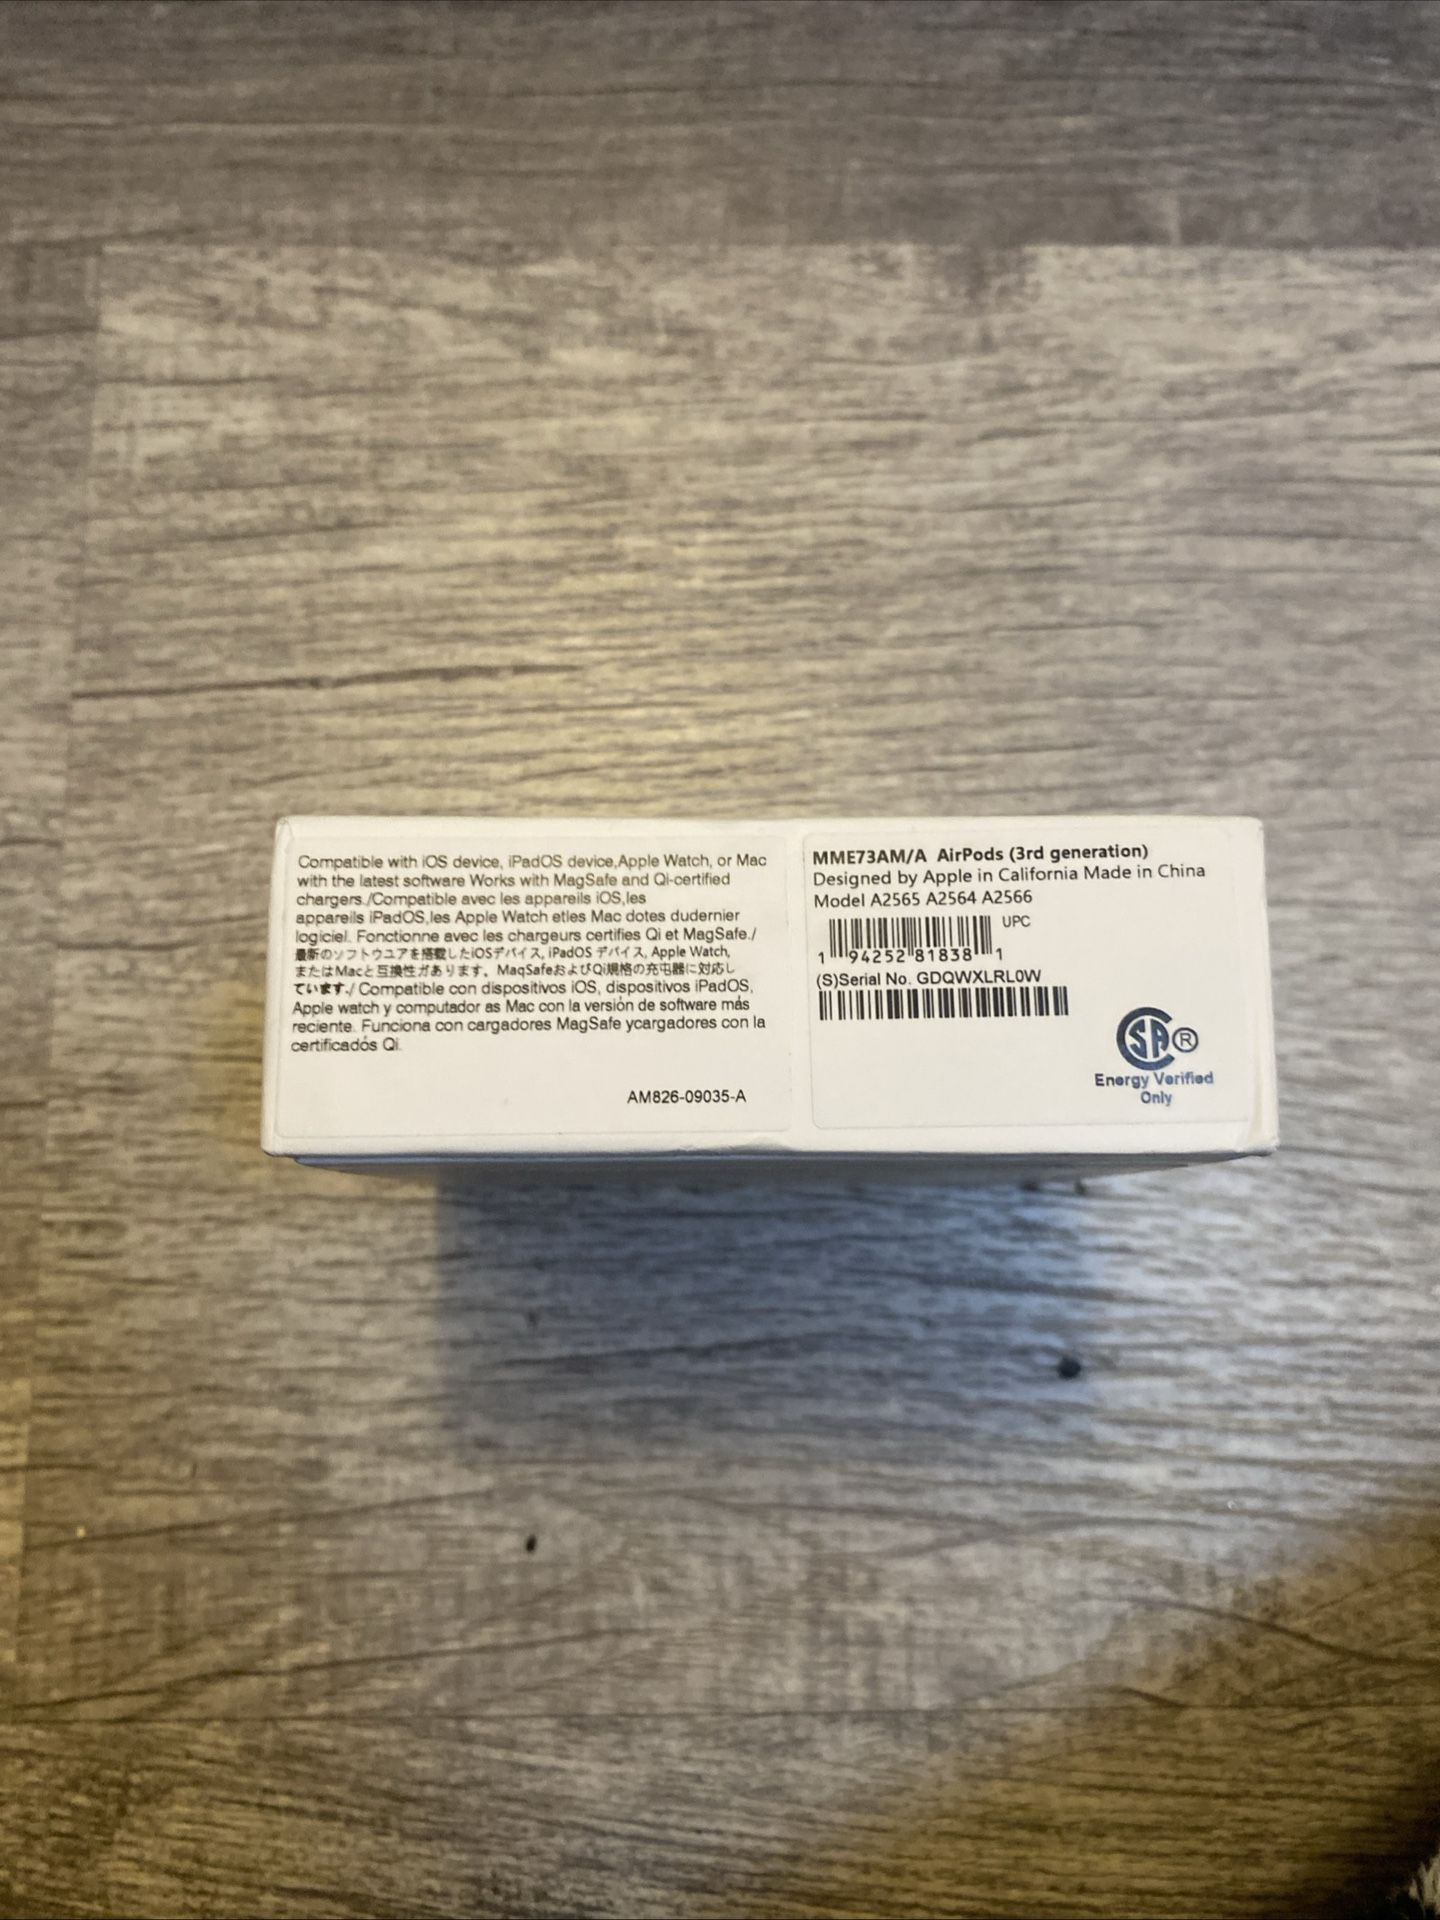 Compatible with iOS device, iPadOS device,Apple Watch, or Mac
with the latest software Works with MagSafe and Qi-certified
chargers./Compatible avec les appareils iOS,les
appareils iPadOS,les Apple Watch etles Mac dotes dudernier
logiciel. Fonctionne avec les chargeurs certifies Qi et MagSafe./
最新のソフトウユアを搭載したiOSデバイス, iPadOS デバイス, Apple Watch,
またはMacと互換性があります。MaqSafeおよびQi規格の充电器に対応し
ています./ Compatible con dispositivos iOS, dispositivos iPadOS,
Apple watch y computador as Mac con la versión de software más
reciente. Funciona con cargadores MagSafe ycargadores con la
certificadós Qi.
AM826-09035-A
MME73AM/A AirPods (3rd generation)
Designed by Apple in California Made in China
Model A2565 A2564 A2566
UPC
1 94252 81838 1
(S)Serial No. GDQWXLRL0W
SA ®
Energy Verified
Only